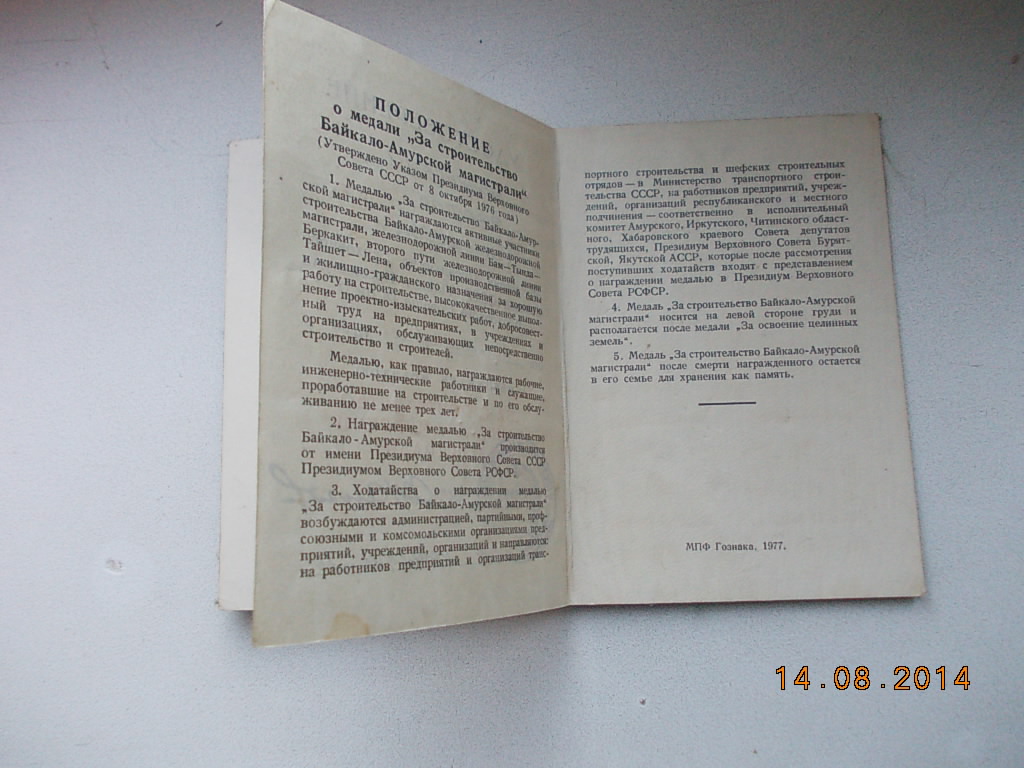 ПОЛОЖЕНИЕ
о медали „За строительство
Байкало-Амурской магистрали“
(Утверждено Указом Президиума Верховного
Совета СССР от 8 октября 1976 года)
1. Медалью „За строительство Байкало-Амур-
ской магистрали“ награждаются активные участники
строительства Байкало-Амурской железнодорожной
магистрали, железнодорожной линии Бам—Тында—
Беркакит, второго пути железнодорожной линии
Тайшет—Лена, объектов производственной базы
и жилищно-гражданского назначения за хорошую
работу на строительстве, высококачественное выпол-
нение проектно-изыскательских работ, добросовест-
ный труд на предприятиях, в учреждениях и
организациях, обслуживающих непосредственно
строительство и строителей.
Медалью, как правило, награждаются рабочие,
инженерно-технические работники и служащие,
проработавшие на строительстве и по его обслу-
живанию не менее трех лет.
2. Награждение медалью „За строительство
Байкало-Амурской магистрали“ производится
от имени Президиума Верховного Совета СССР
Президиумом Верховного Совета РСФСР.
3. Ходатайства о награждении медалью
„За строительство Байкало-Амурской магистрали“
возбуждаются администрацией, партийными, проф-
союзными и комсомольскими организациями пред-
приятий, учреждений, организаций и направляются:
на работников предприятий и организаций транс-
портного строительства и шефских строительных
отрядов—в Министерство транспортного строи-
тельства СССР, на работников предприятий, учреж-
дений, организаций республиканского и местного
подчинения—соответственно в исполнительный
комитет Амурского, Иркутского, Читинского област-
ного, Хабаровского краевого Совета депутатов
трудящихся, Президиум Верховного Совета Бурят-
ской, Якутской АССР, которые после рассмотрения
поступивших ходатайств входят с представлением
о награждении медалью в Президиум Верховного
Совета РСФСР.
4. Медаль „За строительство Байкало-Амурской
магистрали“ носится на левой стороне груди и
располагается после медали „За освоение целинных
земель“.
5. Медаль „За строительство Байкало-Амурской
магистрали“ после смерти награжденного остается
в его семье для хранения как память.
МПФ Гознака, 1977.
14.08.2014